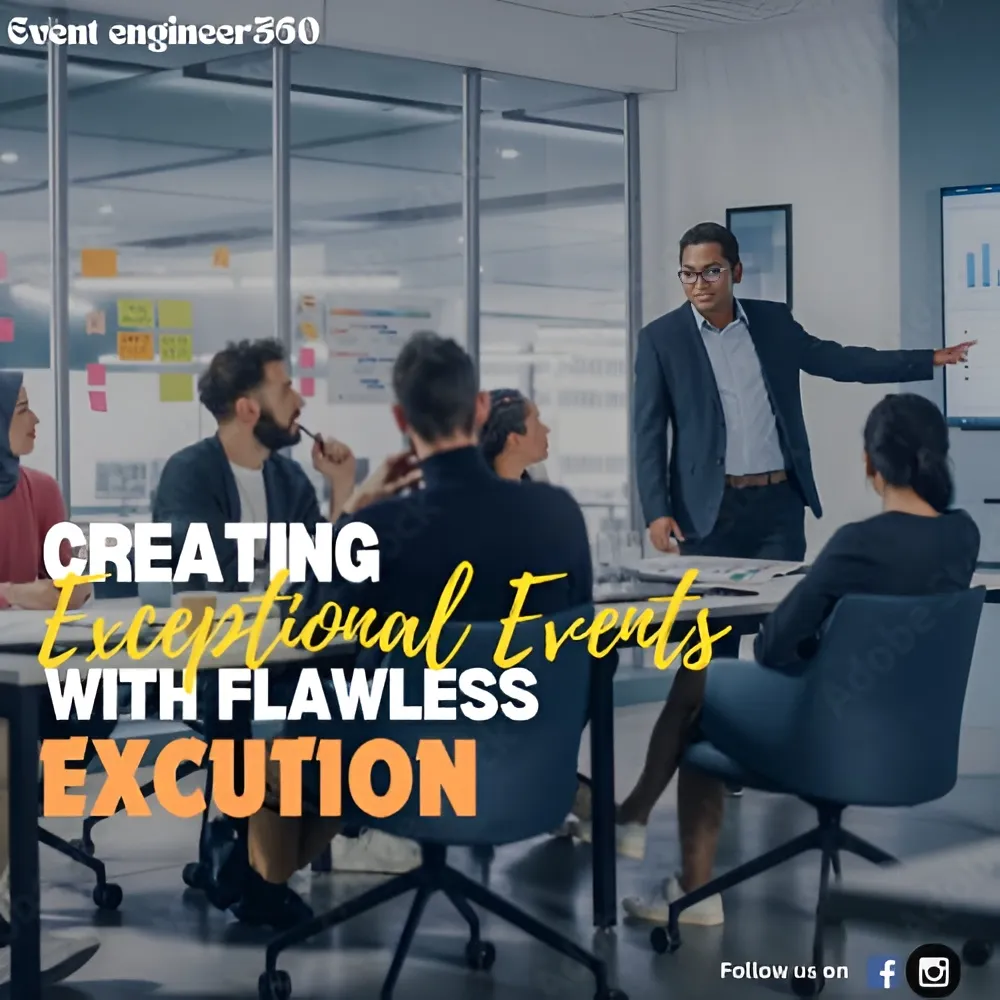 Event engineer360
CREATING
Exceptional Events
WITH FLAWLESS
EXCUTION
Follow us on